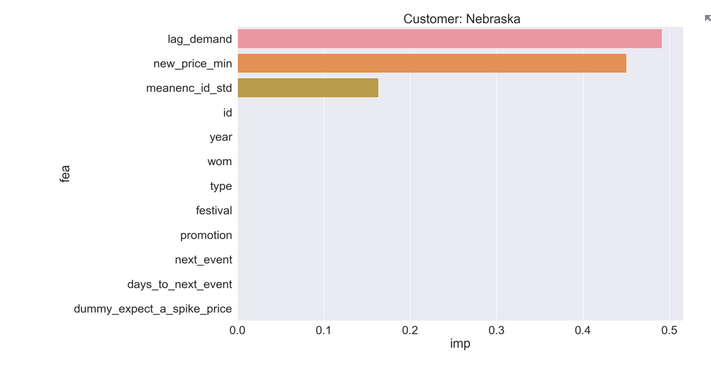 Customer: Nebraska
lag_demand
new_price_min
meanenc_id_std
id
year
wom
type
festival
promotion
next_event
days_to_next_event
dummy_expect_a_spike_price
fea
0.0 0.1 0.2 0.3 0.4 0.5
imp